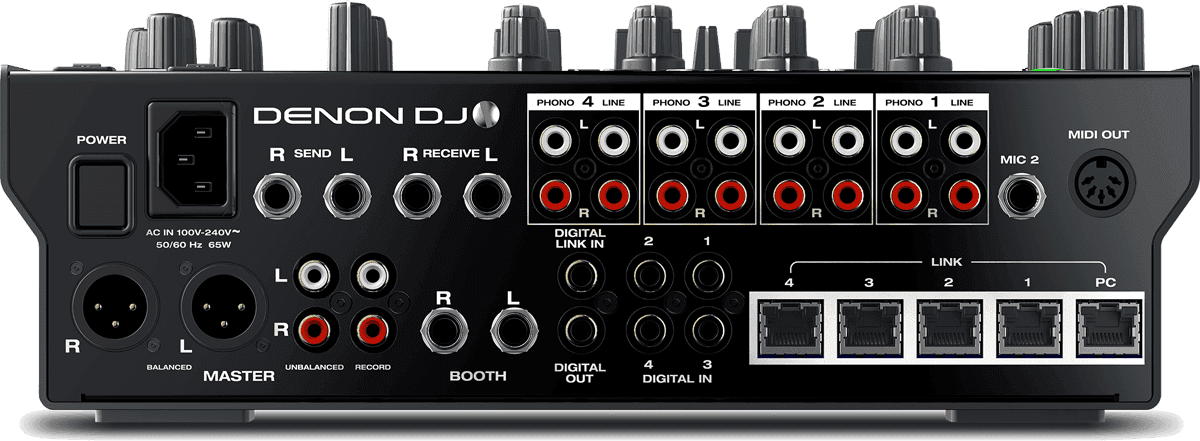 POWER
DENON DJ
R SEND L
R RECEIVE L
PHONO 4 LINE
L
R
PHONO 3 LINE
L
R
PHONO 2 LINE
L
R
PHONO 1 LINE
L
R
MIC 2
MIDI OUT
AC IN 100V-240V~
50/60 Hz 65W
DIGITAL
LINK IN
2
1
LINK
4
3
2
1
PC
L
R
R
L
R
L
BALANCED
MASTER
UNBALANCED
RECORD
BOOTH
DIGITAL
OUT
4
3
DIGITAL IN